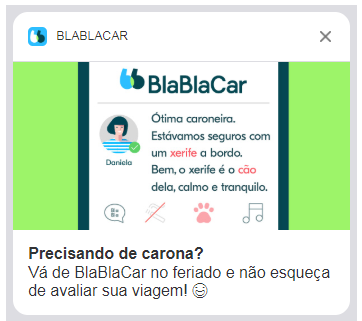 BLABLACAR
BlaBlaCar
Ótima caroneira.
Estávamos seguros com
um xerife a bordo.
Bem, o xerife é o cão
dela, calmo e tranquilo.
Daniela
Precisando de carona?
Vá de BlaBlaCar no feriado e não esqueça
de avaliar sua viagem! 😊